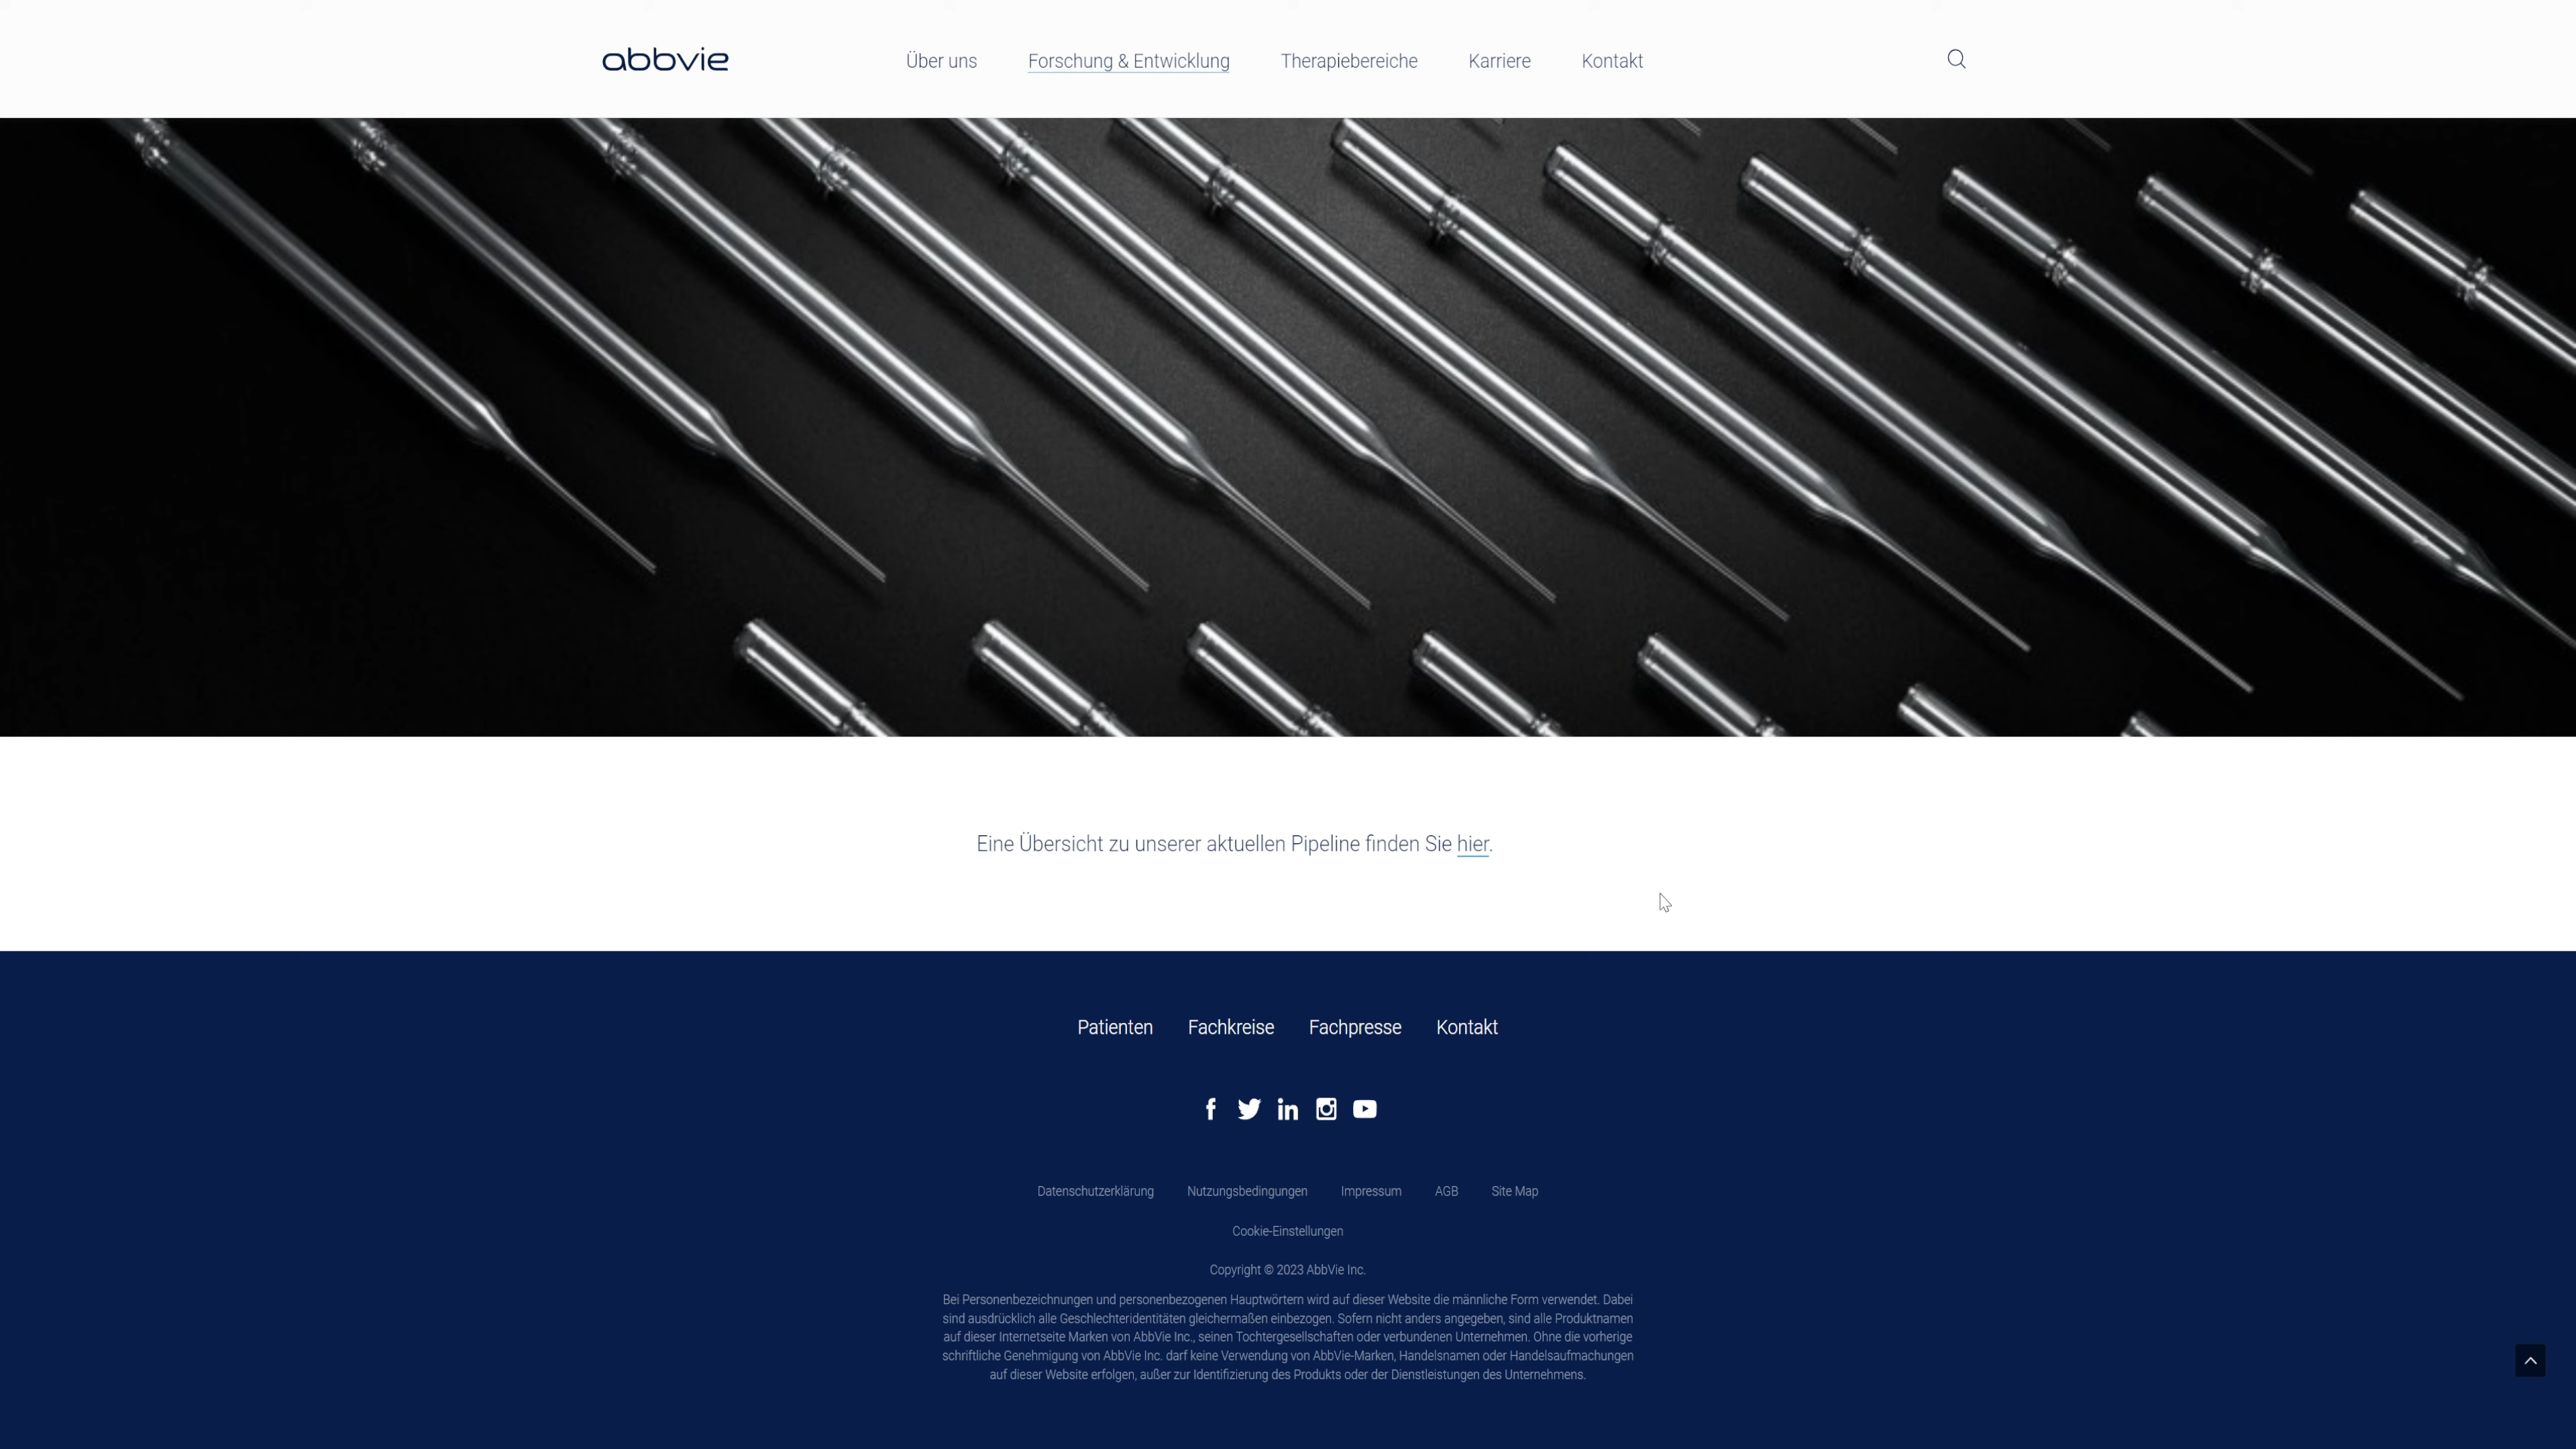 abbvie
Über uns Forschung & Entwicklung Therapiebereiche Karriere Kontakt
Eine Übersicht zu unserer aktuellen Pipeline finden Sie hier.
Patienten Fachkreise Fachpresse Kontakt
Datenschutzerklärung Nutzungsbedingungen Impressum AGB Site Map
Cookie-Einstellungen
Copyright © 2023 AbbVie Inc.
Bei Personenbezeichnungen und personenbezogenen Hauptwörtern wird auf dieser Website die männliche Form verwendet. Dabei
sind ausdrücklich alle Geschlechteridentitäten gleichermaßen einbezogen. Sofern nicht anders angegeben, sind alle Produktnamen
auf dieser Internetseite Marken von AbbVie Inc., seinen Tochtergesellschaften oder verbundenen Unternehmen. Ohne die vorherige
schriftliche Genehmigung von AbbVie Inc. darf keine Verwendung von AbbVie-Marken, Handelsnamen oder Handelsaufmachungen
auf dieser Website erfolgen, außer zur Identifizierung des Produkts oder der Dienstleistungen des Unternehmens.